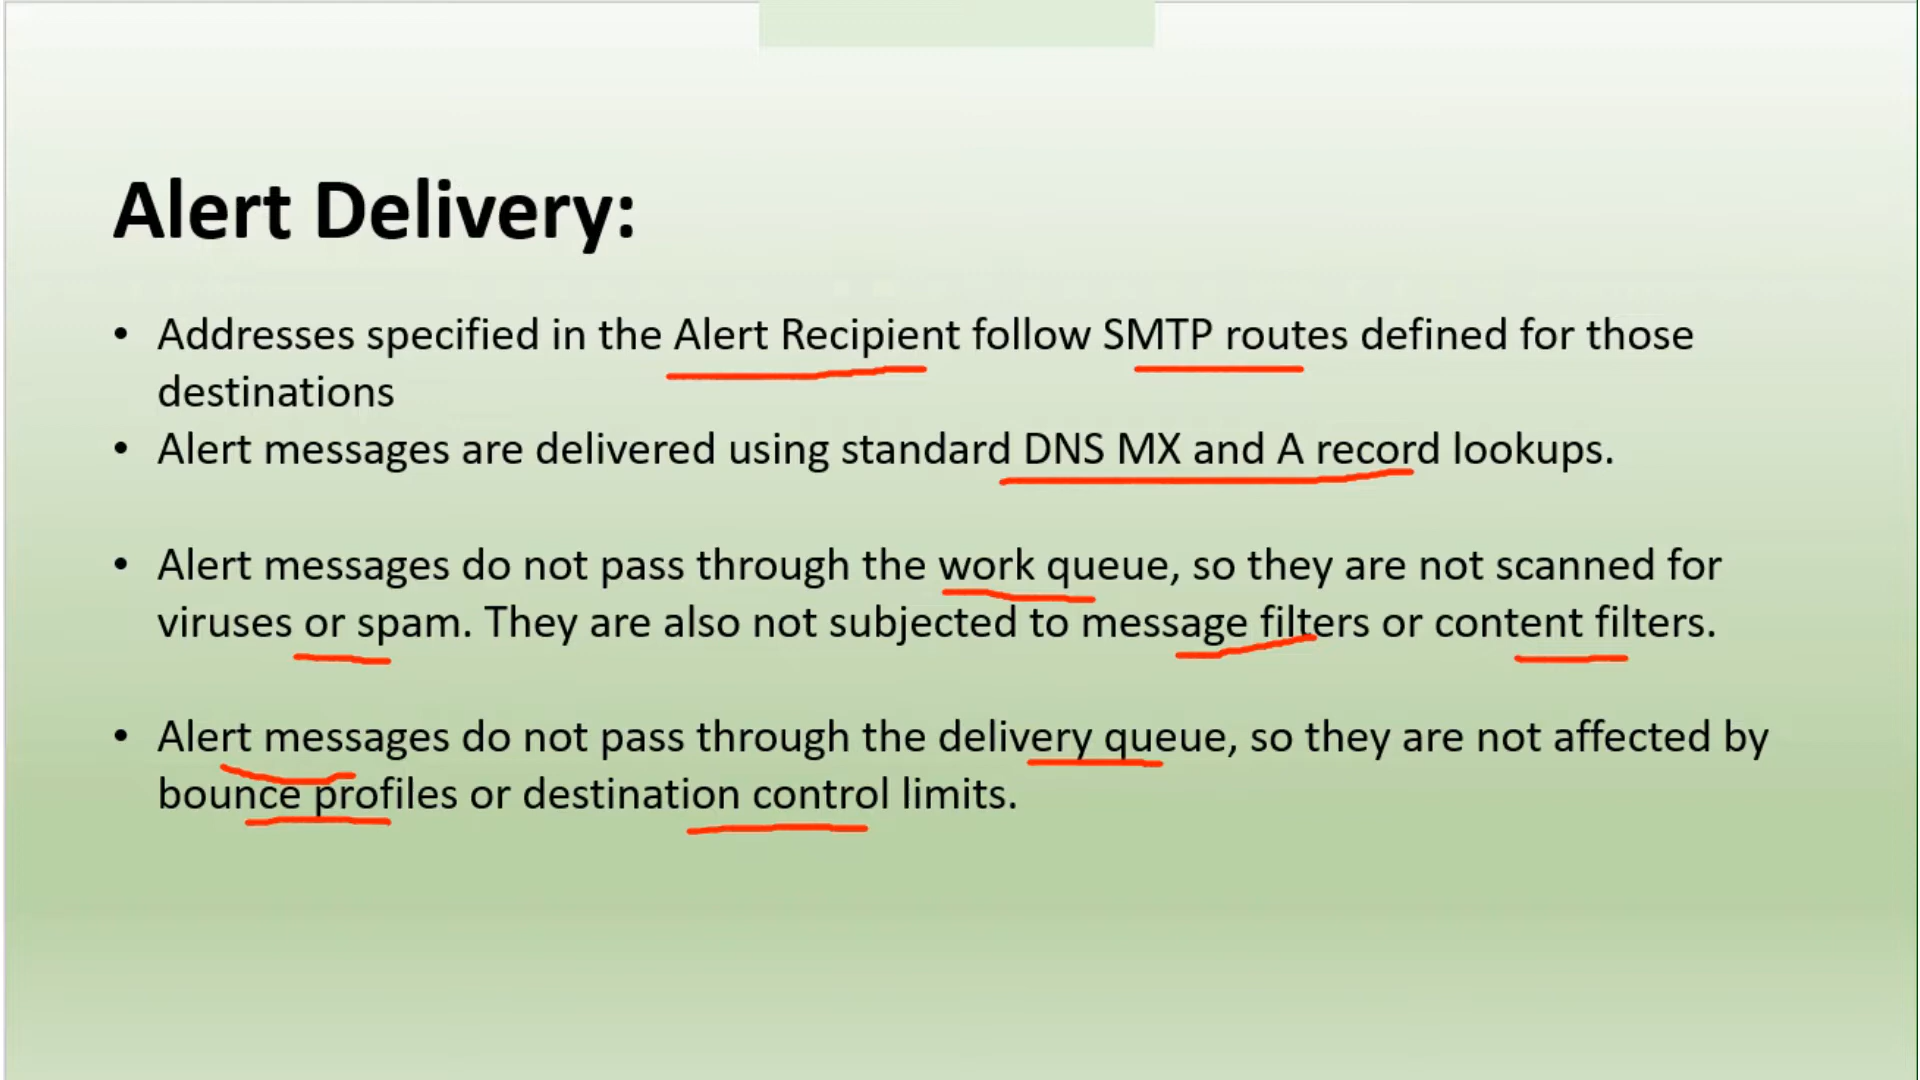 Alert Delivery:
• Addresses specified in the Alert Recipient follow SMTP routes defined for those
destinations
• Alert messages are delivered using standard DNS MX and A record lookups.
• Alert messages do not pass through the work queue, so they are not scanned for
viruses or spam. They are also not subjected to message filters or content filters.
• Alert messages do not pass through the delivery queue, so they are not affected by
bounce profiles or destination control limits.